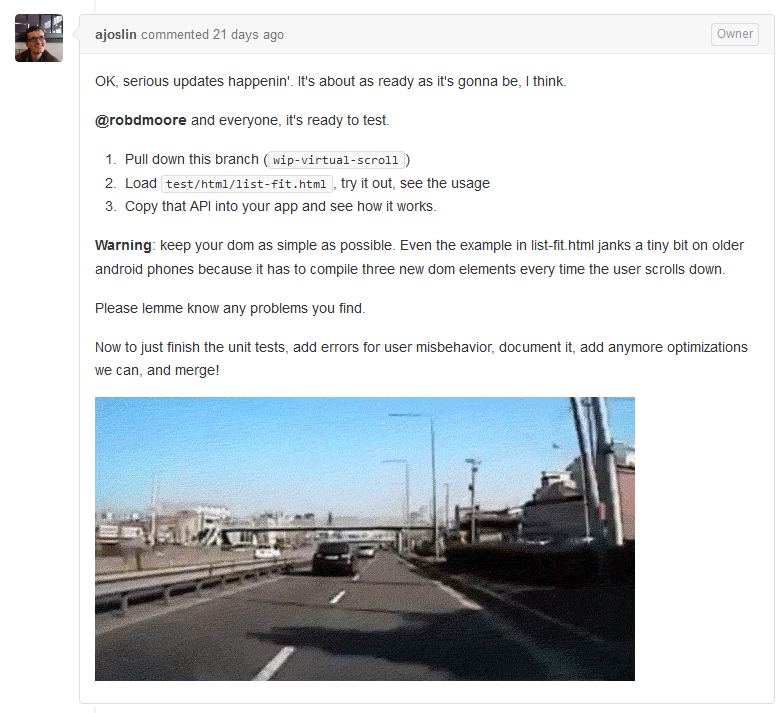 ajoslin commented 21 days ago
Owner
OK, serious updates happenin'. It's about as ready as it's gonna be, I think.
@robdmoore and everyone, it's ready to test.
1. Pull down this branch (wip-virtual-scroll)
2. Load test/html/list-fit.html, try it out, see the usage
3. Copy that API into your app and see how it works.
Warning: keep your dom as simple as possible. Even the example in list-fit.html janks a tiny bit on older
android phones because it has to compile three new dom elements every time the user scrolls down.
Please lemme know any problems you find.
Now to just finish the unit tests, add errors for user misbehavior, document it, add anymore optimizations
we can, and merge!